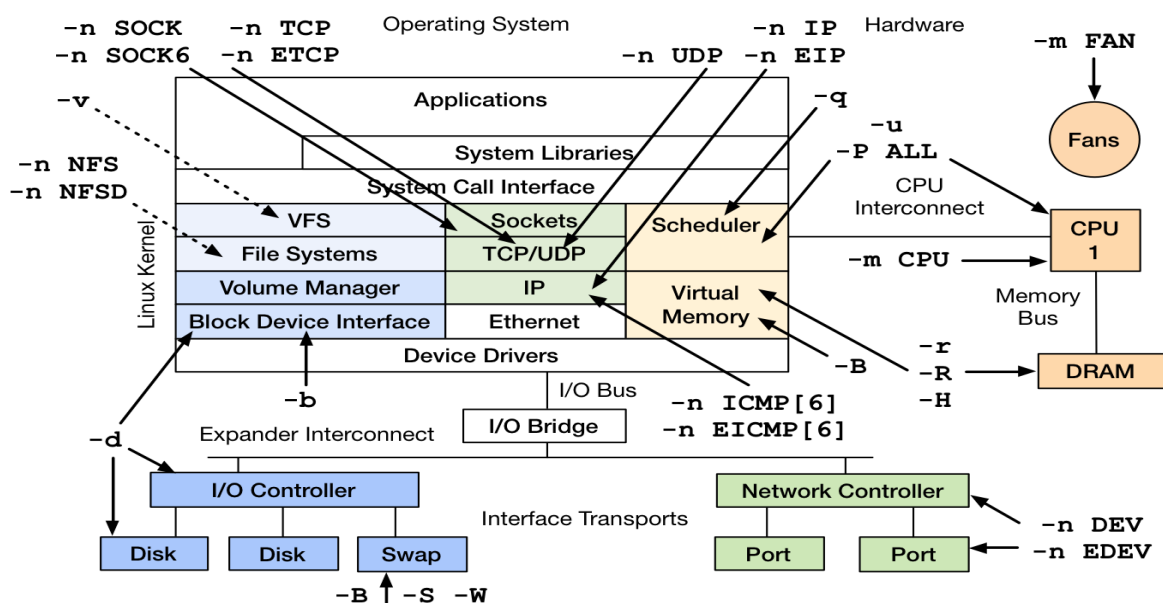 -n SOCK
-n SOCK6
-n TCP
-n ETCP
Operating System
-n UDP
-n IP
-n EIP
Hardware
-m FAN
-v
Applications
-q
Fans
-n NFS
-n NFSD
System Libraries
-u
-P ALL
System Call Interface
CPU
Interconnect
Linux Kernel
VFS
Sockets
Scheduler
File Systems
TCP/UDP
CPU
1
-m CPU
Volume Manager
IP
Virtual
Memory
Memory
Bus
Block Device Interface
Ethernet
Device Drivers
-B
-r
-R
-H
DRAM
-b
I/O Bus
-n ICMP[6]
-n EICMP[6]
-d
Expander Interconnect
I/O Bridge
I/O Controller
Network Controller
Interface Transports
-n DEV
-n EDEV
Disk
Disk
Swap
Port
Port
-B
-S
-W